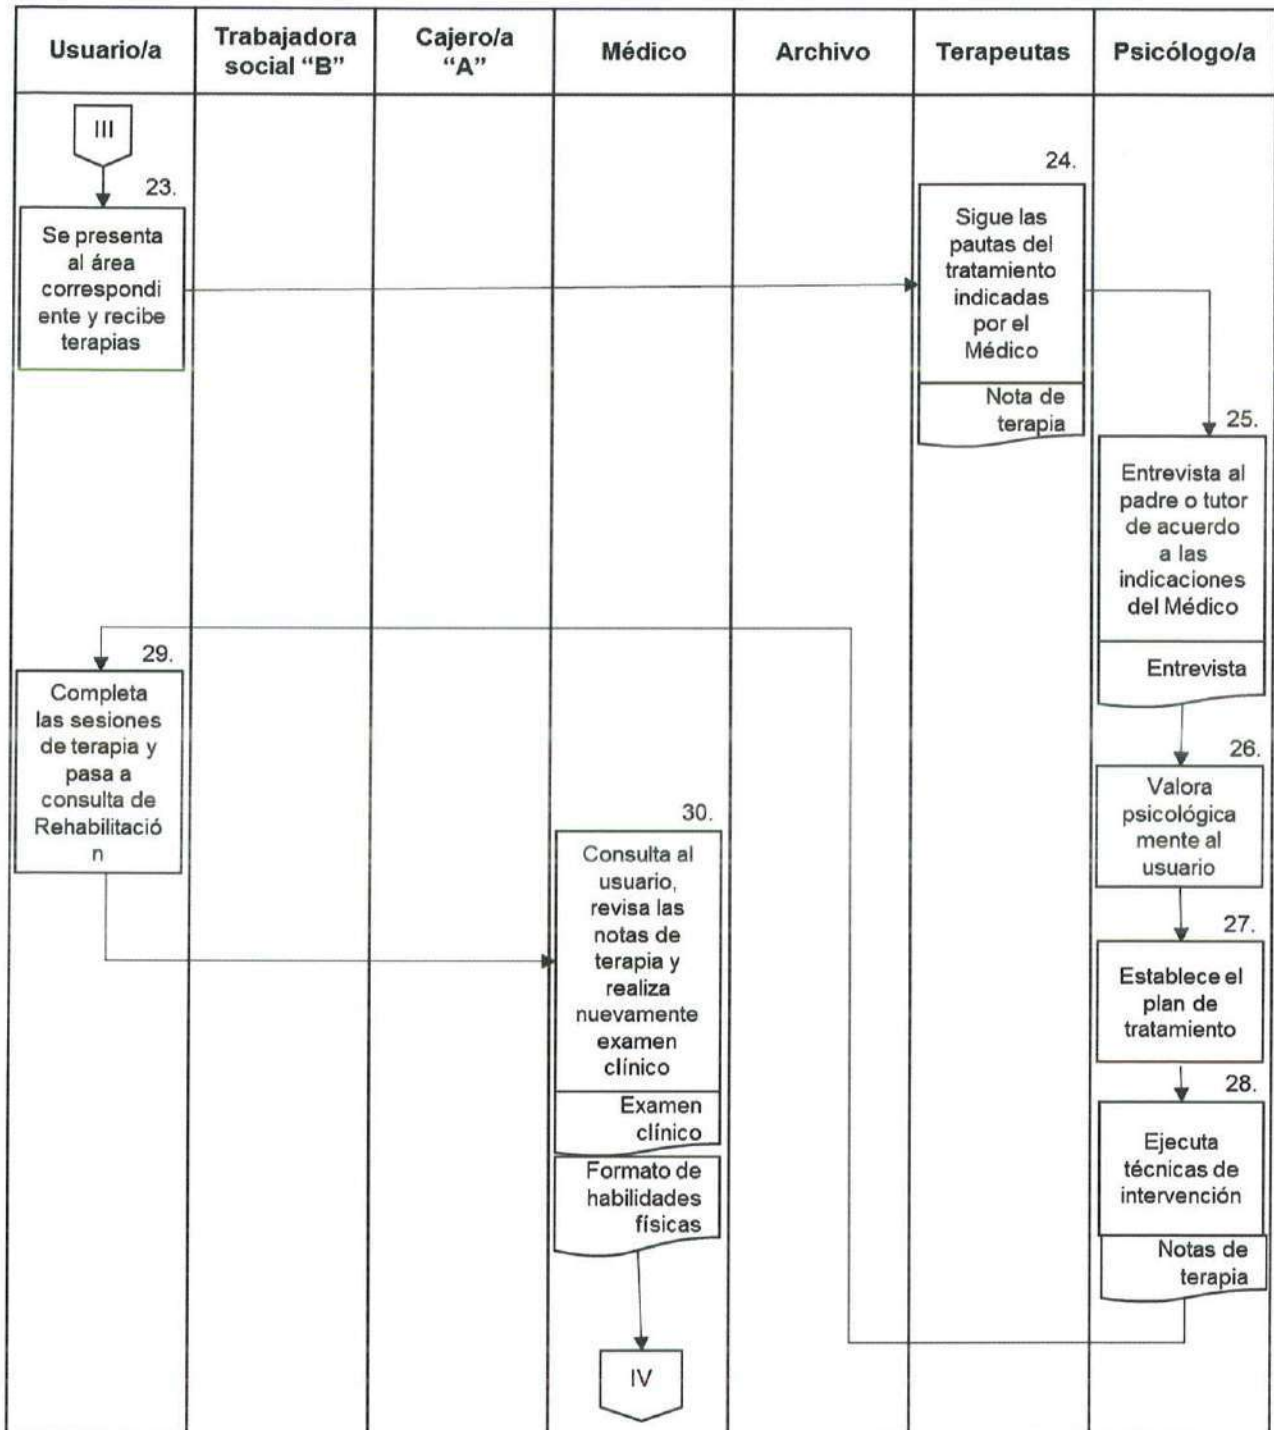 Usuario/a
Trabajadora
social "B"
Cajero/a
"A"
Médico
Archivo
Terapeutas
Psicólogo/a
III
23.
Se presenta
al área
correspondi
ente y recibe
terapias
24.
Sigue las
pautas del
tratamiento
indicadas
por el
Médico
Nota de
terapia
25.
Entrevista al
padre o tutor
de acuerdo
a las
indicaciones
del Médico
Entrevista
26.
Valora
psicológica
mente al
usuario
27.
Establece el
plan de
tratamiento
28.
Ejecuta
técnicas de
intervención
Notas de
terapia
29.
Completa
las sesiones
de terapia y
pasa a
consulta de
Rehabilitació
n
30.
Consulta al
usuario,
revisa las
notas de
terapia y
realiza
nuevamente
examen
clínico
Examen
clínico
Formato de
habilidades
físicas
IV